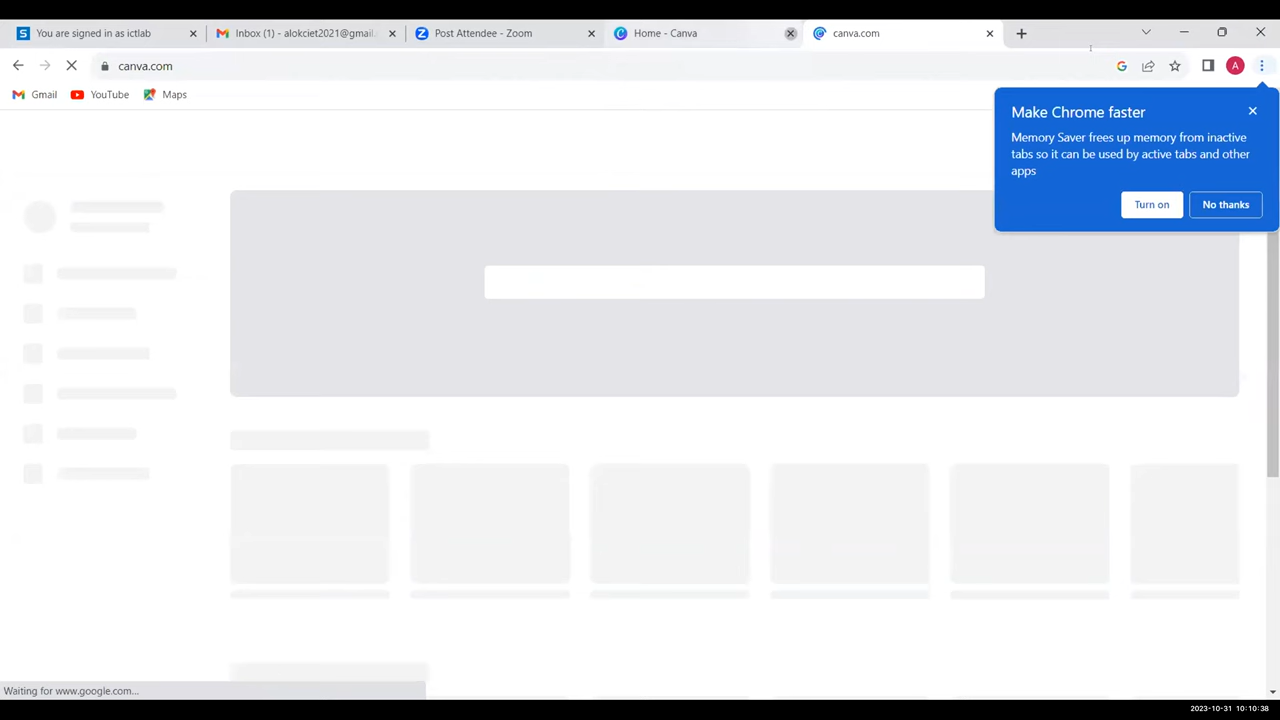 You are signed in as ictlab
Inbox (1) - alokciet2021@gmail.
Post Attendee - Zoom
Home - Canva
canva.com
canva.com
A
Gmail
YouTube
Maps
Make Chrome faster
Memory Saver frees up memory from inactive
tabs so it can be used by active tabs and other
apps
Turn on
No thanks
Waiting for www.google.com...
2023-10-31 10:10:38